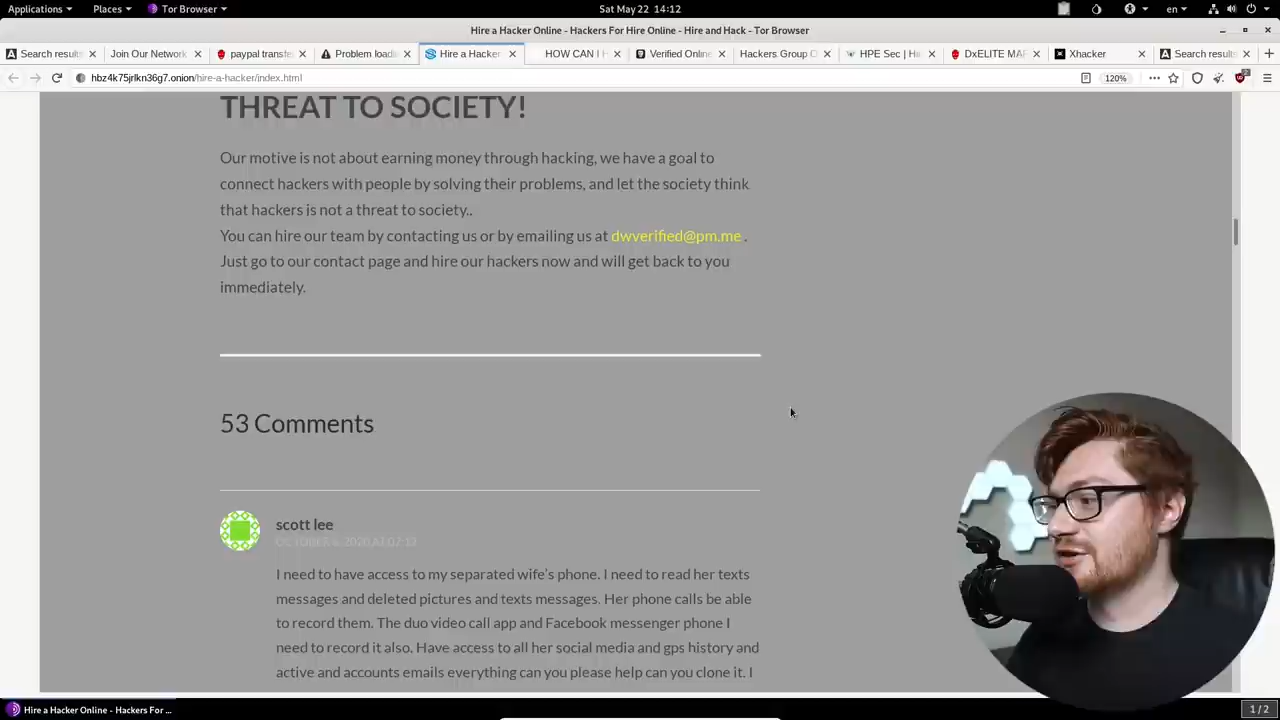 Applications
Places
Tor Browser
Sat May 22 14:12
en
Hire a Hacker Online - Hackers For Hire Online - Hire and Hack - Tor Browser
Search results
Join Our Network
paypal transfe
Problem loadin
Hire a Hacker
HOW CAN I H
Verified Online
Hackers Group
HPE Sec | H
DxELITE MA
Xhacker
Search results
hbz4k75jrlkn36g7.onion/hire-a-hacker/index.html
120%
THREAT TO SOCIETY!
Our motive is not about earning money through hacking, we have a goal to
connect hackers with people by solving their problems, and let the society think
that hackers is not a threat to society..
You can hire our team by contacting us or by emailing us at dwverified@pm.me .
Just go to our contact page and hire our hackers now and will get back to you
immediately.
53 Comments
scott lee
I need to have access to my separated wife's phone. I need to read her texts
messages and deleted pictures and texts messages. Her phone calls be able
to record them. The duo video call app and Facebook messenger phone I
need to record it also. Have access to all her social media and gps history and
active and accounts emails everything can you please help can you clone it. I
Hire a Hacker Online - Hackers For ...
1 / 2